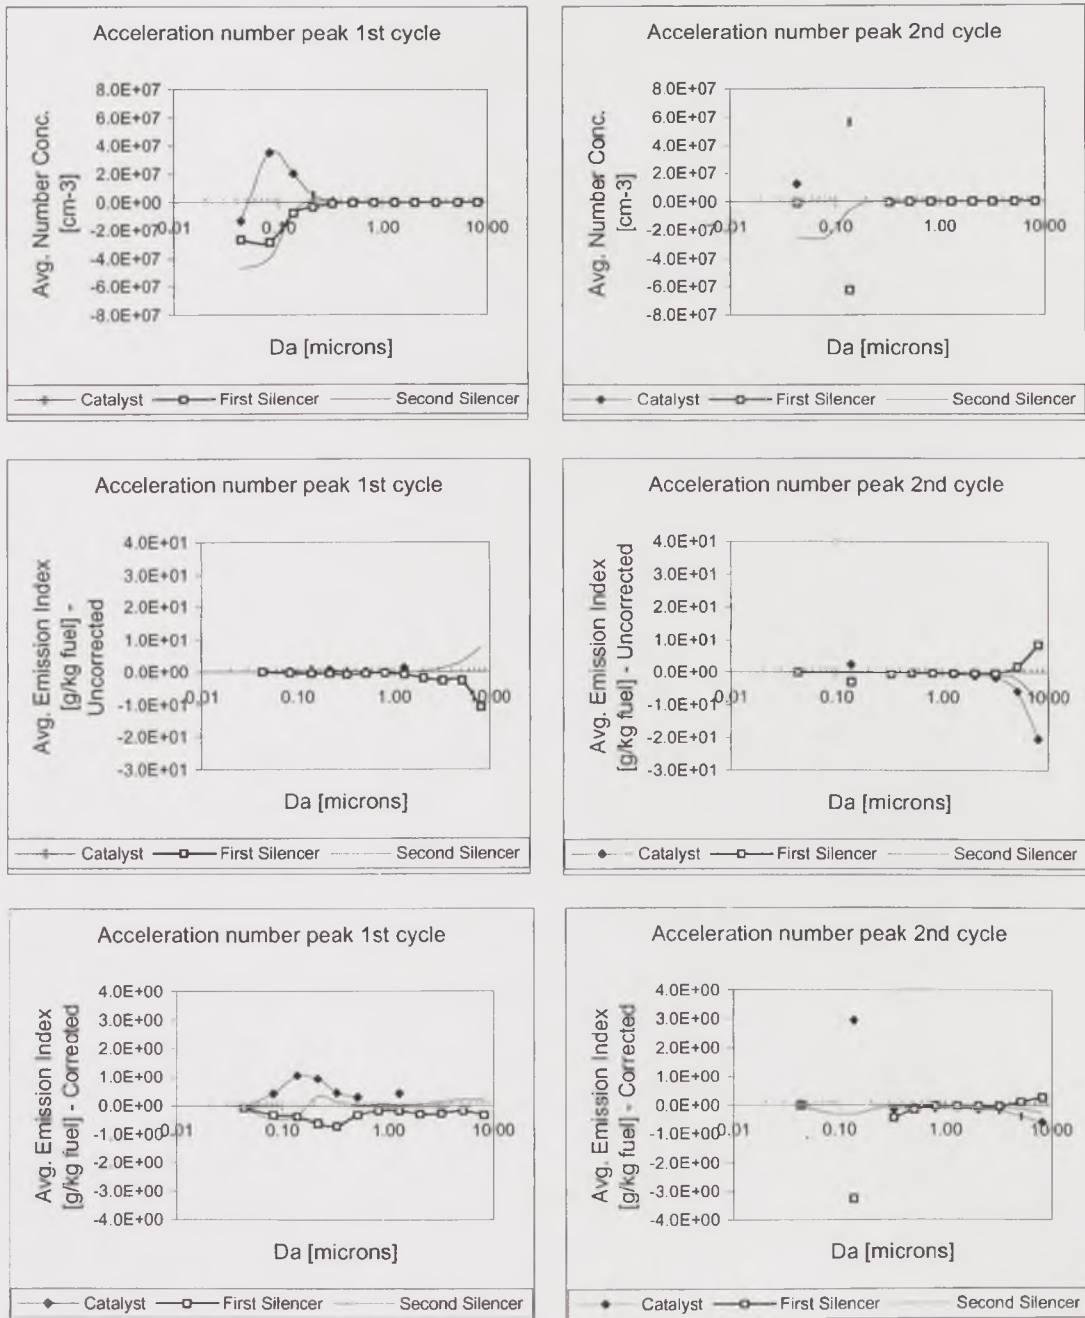 Acceleration number peak 1st cycle
Avg. Number Conc.
[cm-3]
8.0E+07
6.0E+07
4.0E+07
2.0E+07
0.0E+00
-2.0E+07
-4.0E+07
-6.0E+07
-8.0E+07
0.01 0.10 1.00 10.00
Da [microns]
Catalyst First Silencer Second Silencer
Acceleration number peak 2nd cycle
Avg. Number Conc.
[cm-3]
8.0E+07
6.0E+07
4.0E+07
2.0E+07
0.0E+00
-2.0E+07
-4.0E+07
-6.0E+07
-8.0E+07
0.01 0.10 1.00 10.00
Da [microns]
Catalyst First Silencer Second Silencer
Acceleration number peak 1st cycle
Avg. Emission Index
[g/kg fuel] -
Uncorrected
4.0E+01
3.0E+01
2.0E+01
1.0E+01
0.0E+00
-1.0E+01
-2.0E+01
-3.0E+01
0.01 0.10 1.00 10.00
Da [microns]
Catalyst First Silencer Second Silencer
Acceleration number peak 2nd cycle
Avg. Emission Index
[g/kg fuel] - Uncorrected
4.0E+01
3.0E+01
2.0E+01
1.0E+01
0.0E+00
-1.0E+01
-2.0E+01
-3.0E+01
0.01 0.10 1.00 10.00
Da [microns]
Catalyst First Silencer Second Silencer
Acceleration number peak 1st cycle
Avg. Emission Index
[g/kg fuel] - Corrected
4.0E+00
3.0E+00
2.0E+00
1.0E+00
0.0E+00
-1.0E+00
-2.0E+00
-3.0E+00
-4.0E+00
0.01 0.10 1.00 10.00
Da [microns]
Catalyst First Silencer Second Silencer
Acceleration number peak 2nd cycle
Avg. Emission Index
[g/kg fuel] - Corrected
4.0E+00
3.0E+00
2.0E+00
1.0E+00
0.0E+00
-1.0E+00
-2.0E+00
-3.0E+00
-4.0E+00
0.01 0.10 1.00 10.00
Da [microns]
Catalyst First Silencer Second Silencer